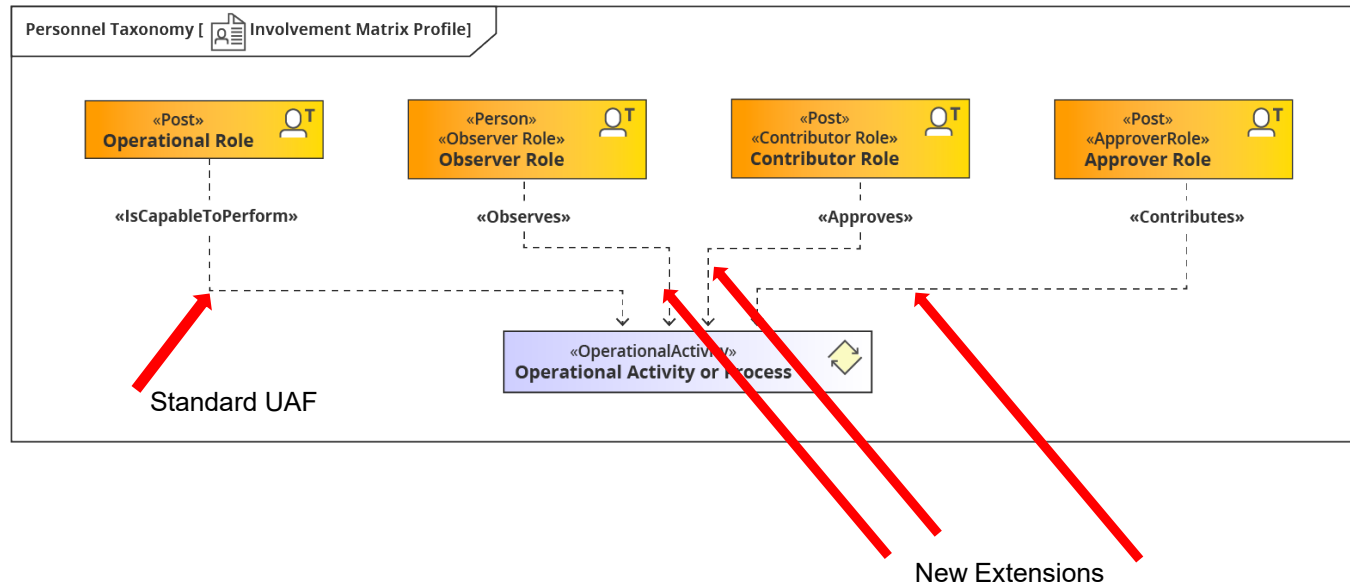 Personnel Taxonomy [ Involvement Matrix Profile]
«Post»
Operational Role
T
«Person»
«Observer Role»
Observer Role
T
«Post»
«Contributor Role»
Contributor Role
T
«Post»
«ApproverRole»
Approver Role
T
«IsCapableToPerform»
«Observes»
«Approves»
«Contributes»
«OperationalActivity»
Operational Activity or Process
Standard UAF
New Extensions